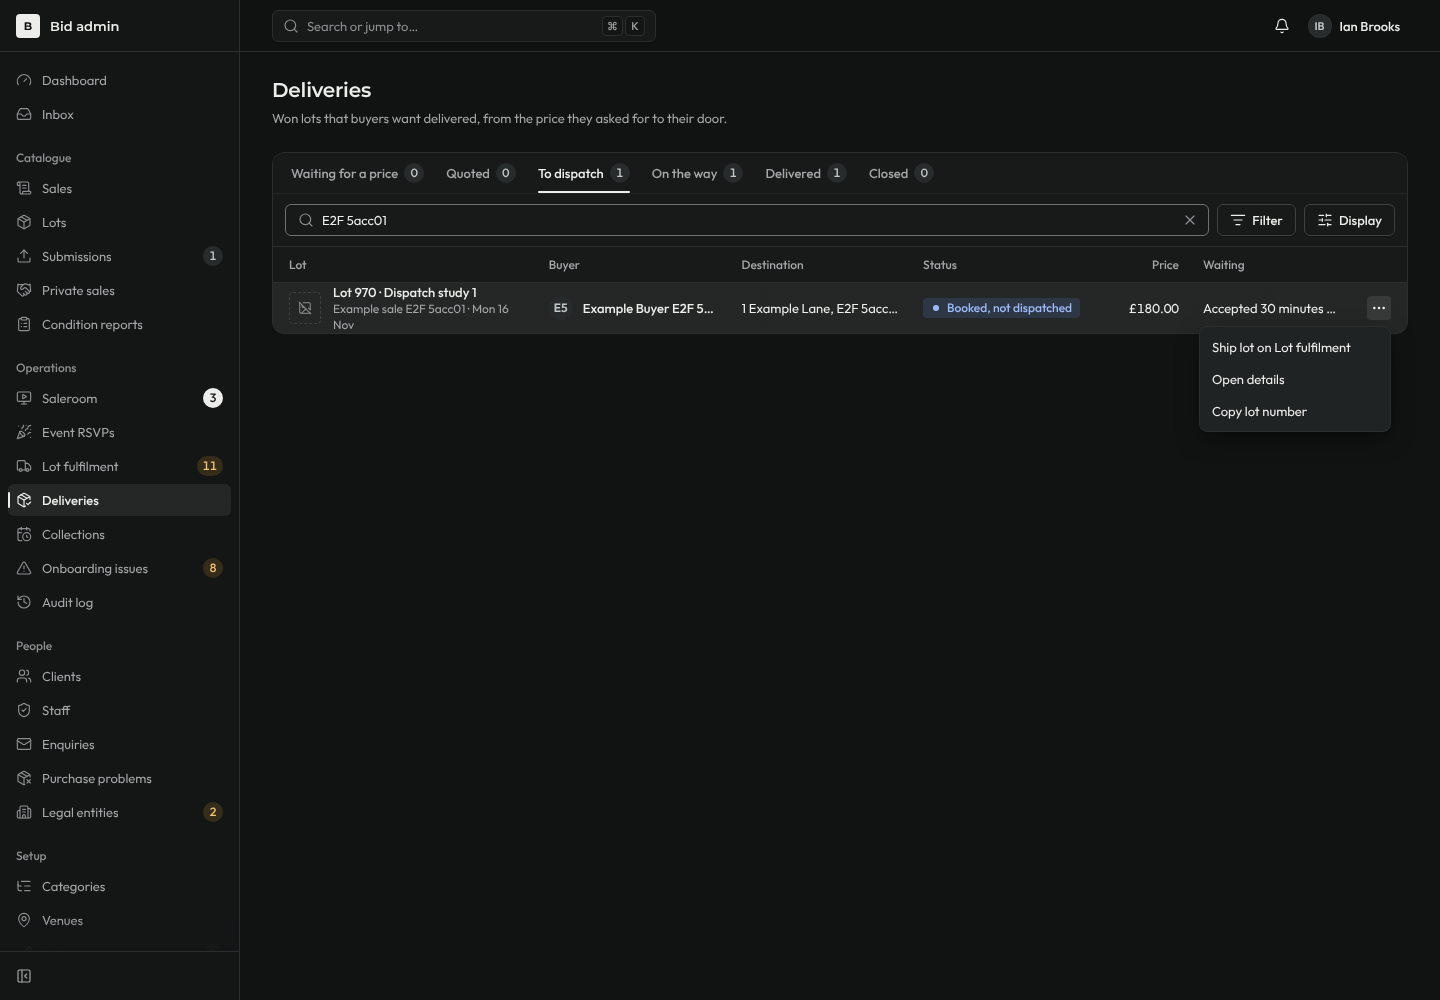 B Bid admin
Search or jump to...
⌘ K
IB Ian Brooks
Dashboard
Inbox
Catalogue
Sales
Lots
Submissions 1
Private sales
Condition reports
Operations
Saleroom 3
Event RSVPs
Lot fulfilment 11
Deliveries
Collections
Onboarding issues 8
Audit log
People
Clients
Staff
Enquiries
Purchase problems
Legal entities 2
Setup
Categories
Venues
Deliveries
Won lots that buyers want delivered, from the price they asked for to their door.
Waiting for a price 0 Quoted 0 To dispatch 1 On the way 1 Delivered 1 Closed 0
E2F 5acc01
Filter Display
Lot Buyer Destination Status Price Waiting
Lot 970 · Dispatch study 1
Example sale E2F 5acc01 · Mon 16
Nov
E5 Example Buyer E2F 5... 1 Example Lane, E2F 5acc... Booked, not dispatched £180.00 Accepted 30 minutes ...
Ship lot on Lot fulfilment
Open details
Copy lot number